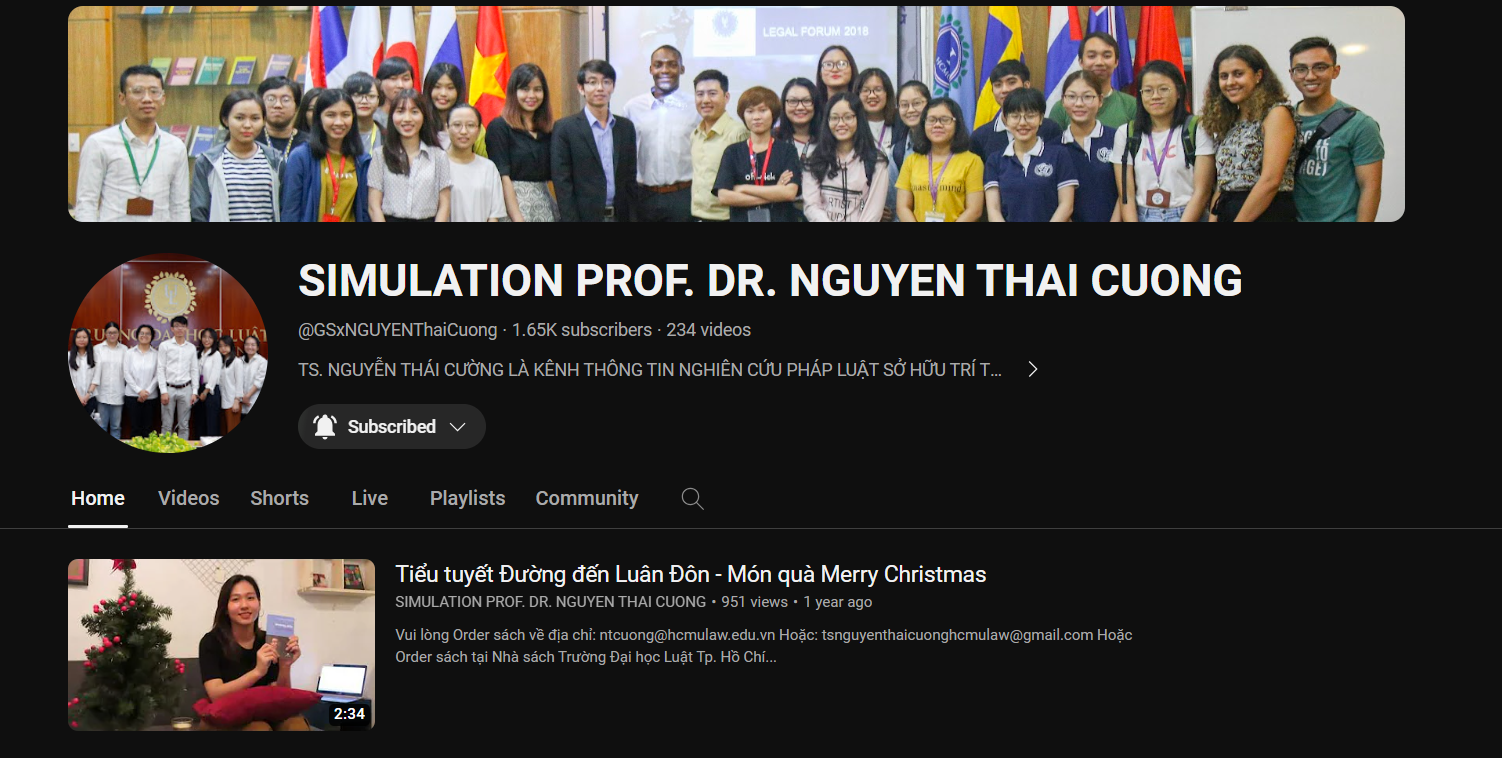 LEGAL FORUM 2018
SIMULATION PROF. DR. NGUYEN THAI CUONG
@GSxNGUYENThaiCuong · 1.65K subscribers · 234 videos
TS. NGUYỄN THÁI CƯỜNG LÀ KÊNH THÔNG TIN NGHIÊN CỨU PHÁP LUẬT SỞ HỮU TRÍ T...
Subscribed
Home Videos Shorts Live Playlists Community
Tiểu tuyết Đường đến Luân Đôn - Món quà Merry Christmas
SIMULATION PROF. DR. NGUYEN THAI CUONG • 951 views • 1 year ago
Vui lòng Order sách về địa chỉ: ntcuong@hcmulaw.edu.vn Hoặc: tsnguyenthaicuonghcmulaw@gmail.com Hoặc
Order sách tại Nhà sách Trường Đại học Luật Tp. Hồ Chí...
2:34